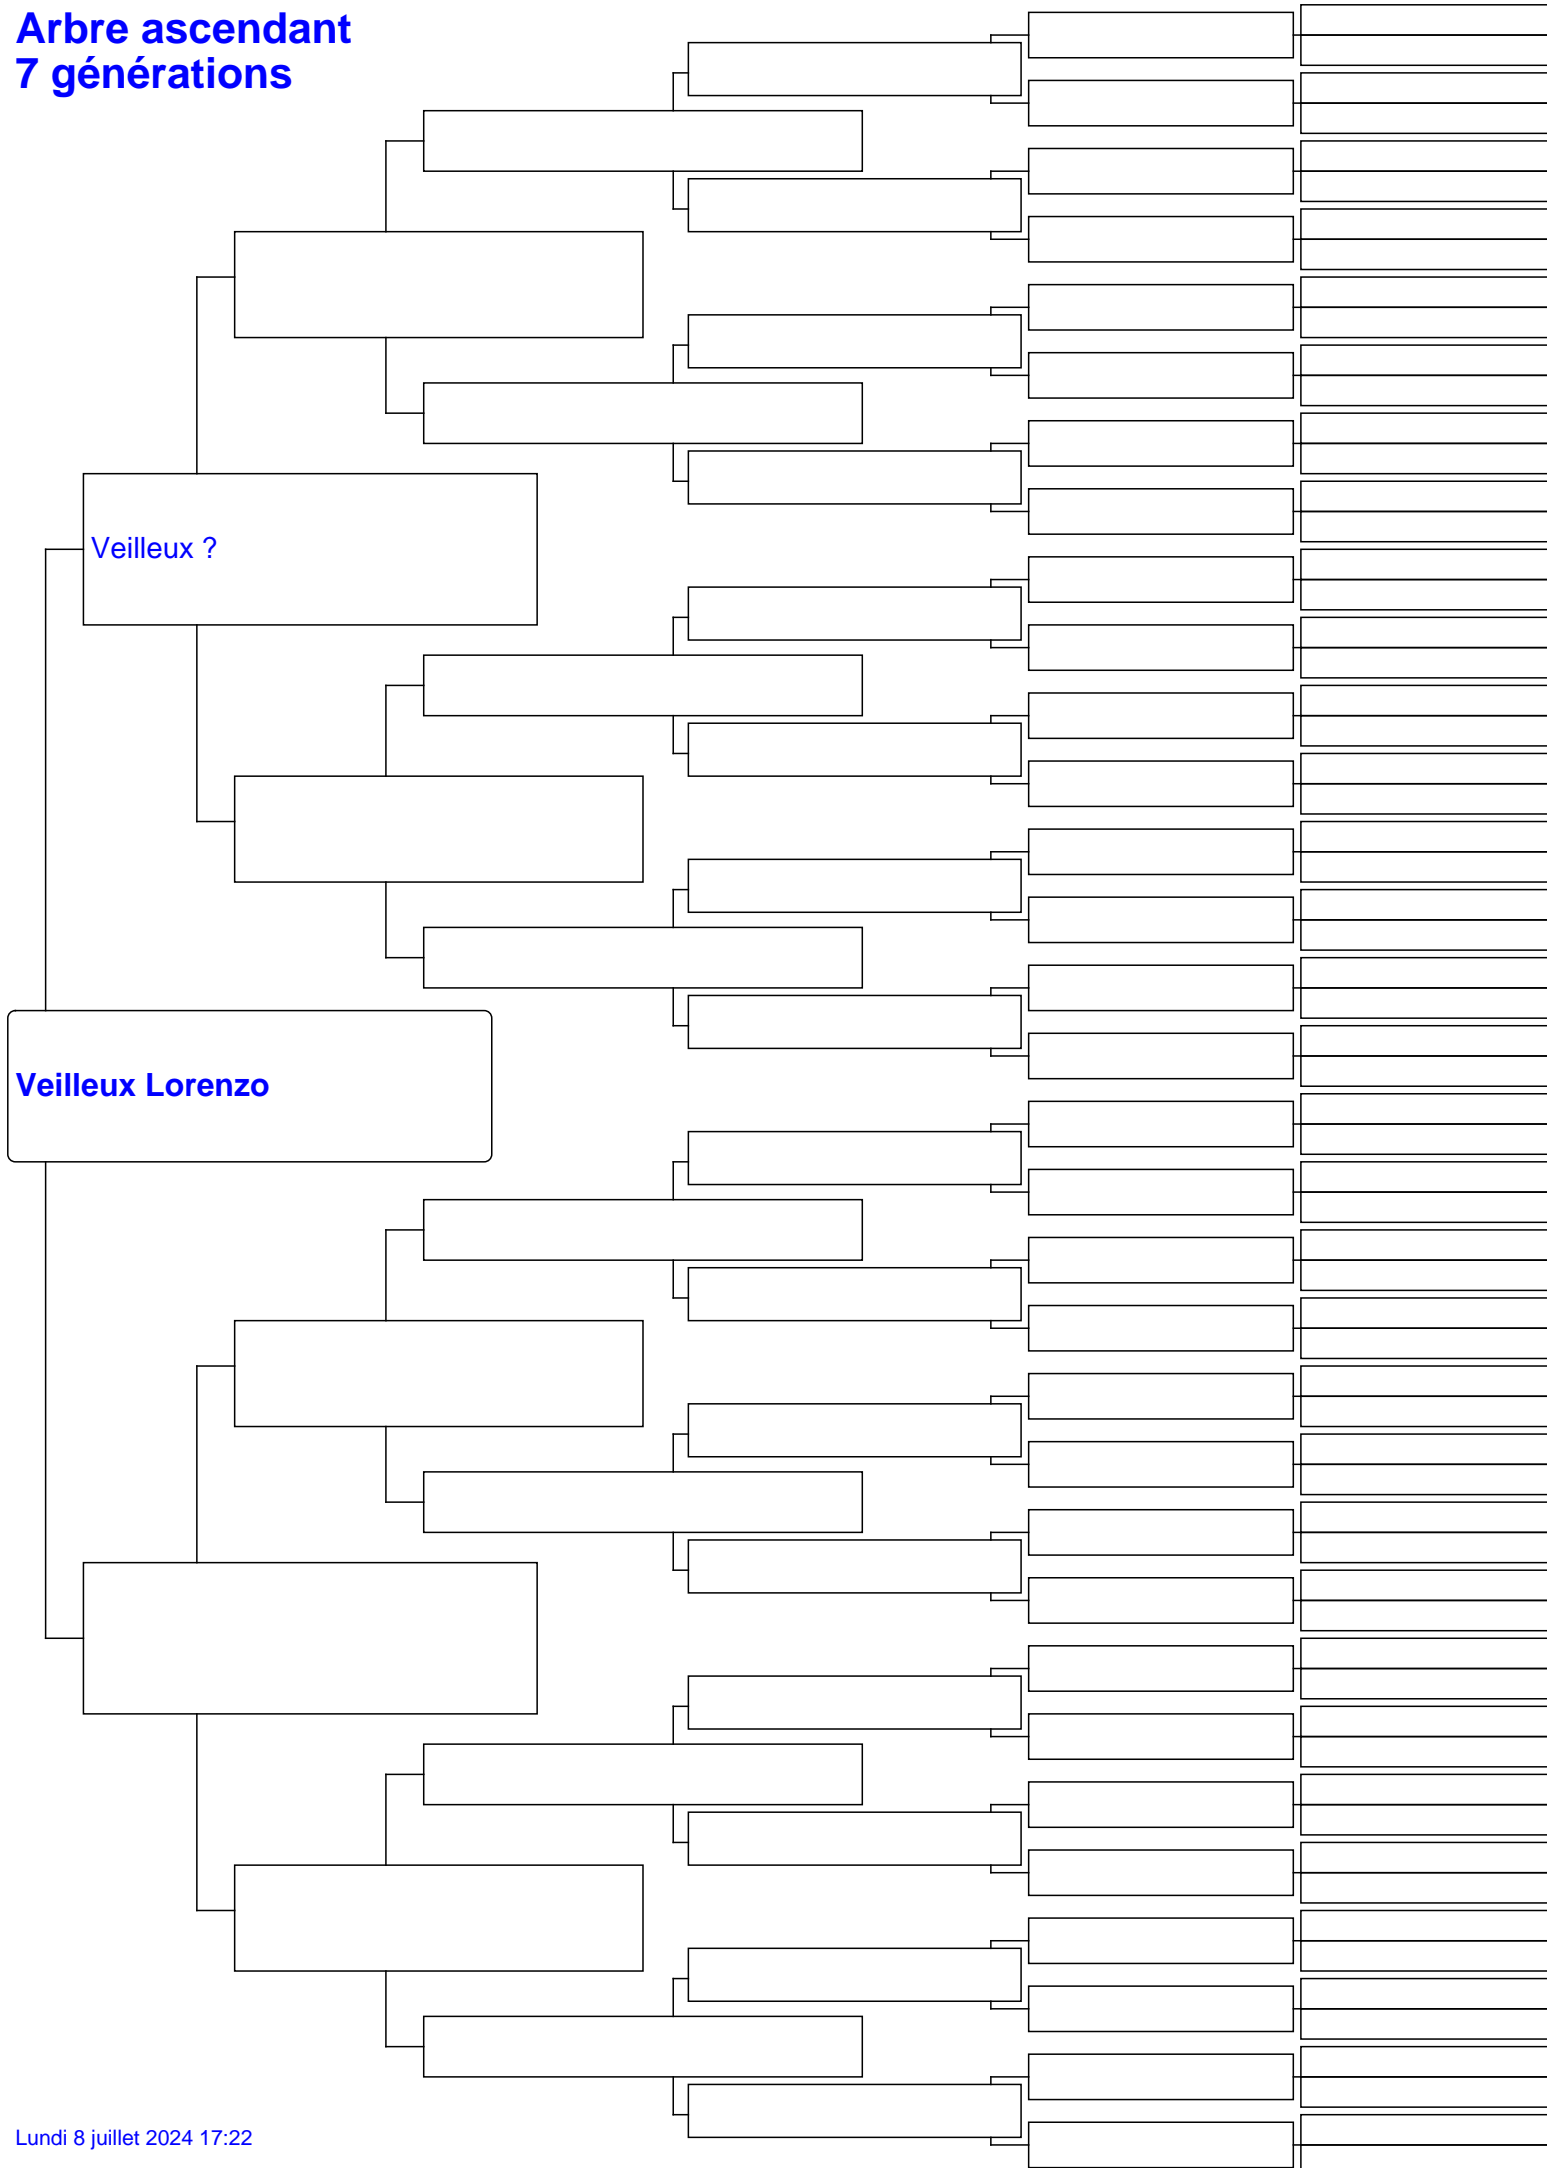 Arbre ascendant
7 générations
Veilleux ?
Veilleux Lorenzo
Lundi 8 juillet 2024 17:22